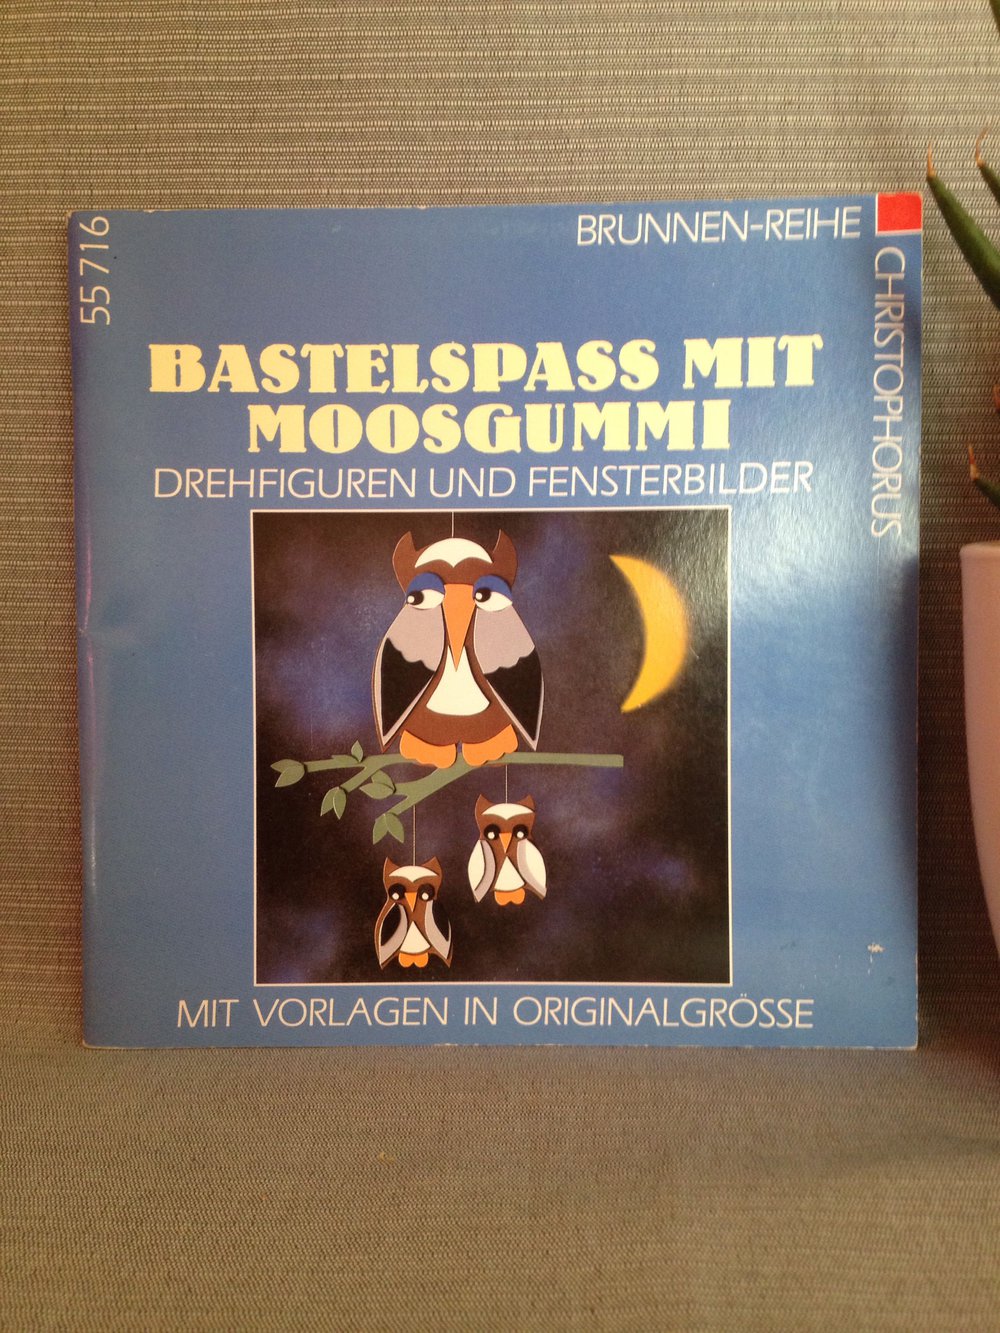 55 716
BRUNNEN-REIHE
CHRISTOPHORUS
BASTELSPASS MIT
MOOSGUMMI
DREHFIGUREN UND FENSTERBILDER
MIT VORLAGEN IN ORIGINALGRÖSSE